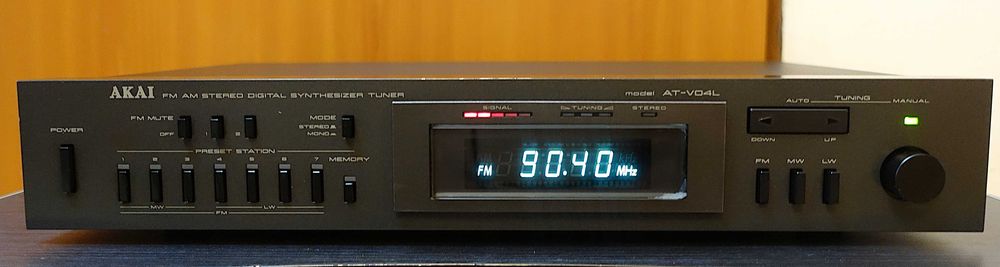 AKAI FM AM STEREO DIGITAL SYNTHESIZER TUNER
model AT-V04L
POWER
FM MUTE
OFF 1 2
MODE
STEREO
MONO
PRESET STATION
1 2 3 4 5 6 7 MEMORY
MW LW
FM
SIGNAL TUNING STEREO
FM 90.40 MHz
AUTO TUNING MANUAL
DOWN UP
FM MW LW